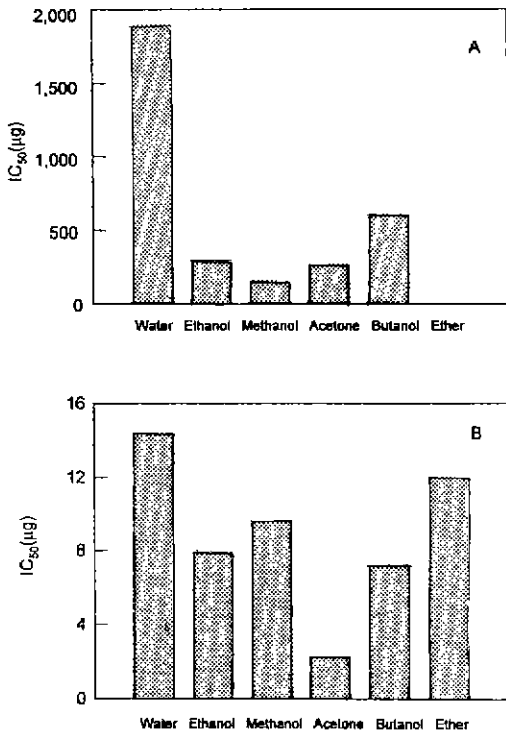 2,000
A
1,500
1,000
500
0
IC₅₀(μg)
Water Ethanol Methanol Acetone Butanol Ether
16
B
12
8
4
0
IC₅₀(μg)
Water Ethanol Methanol Acetone Butanol Ether